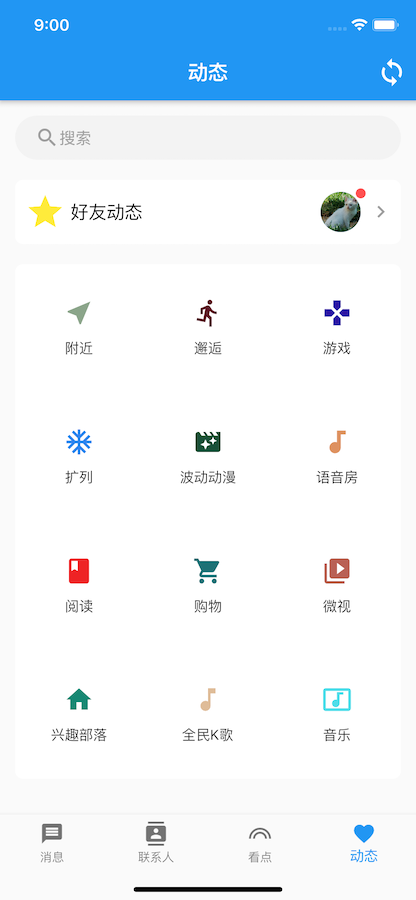 9:00
动态
搜索
好友动态
附近
邂逅
游戏
扩列
波动动漫
语音房
阅读
购物
微视
兴趣部落
全民K歌
音乐
消息
联系人
看点
动态